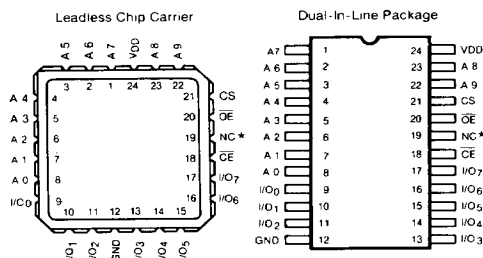 Leadless Chip Carrier
A 5 A 6 A 7 VDD A 8 A 9
3 2 1 24 23 22
A 4 4 21 CS
A 3 5 20 OE
A 2 6 19 NC*
A 1 7 18 CE
A 0 8 17 I/O7
I/O0 9 16 I/O6
10 11 12 13 14 15
I/O1 I/O2 GND I/O3 I/O4 I/O5
Dual-In-Line Package
A7 1 24 VDD
A 6 2 23 A 8
A 5 3 22 A 9
A 4 4 21 CS
A 3 5 20 OE
A 2 6 19 NC*
A 1 7 18 CE
A 0 8 17 I/O7
I/O0 9 16 I/O6
I/O1 10 15 I/O5
I/O2 11 14 I/O4
GND 12 13 I/O3